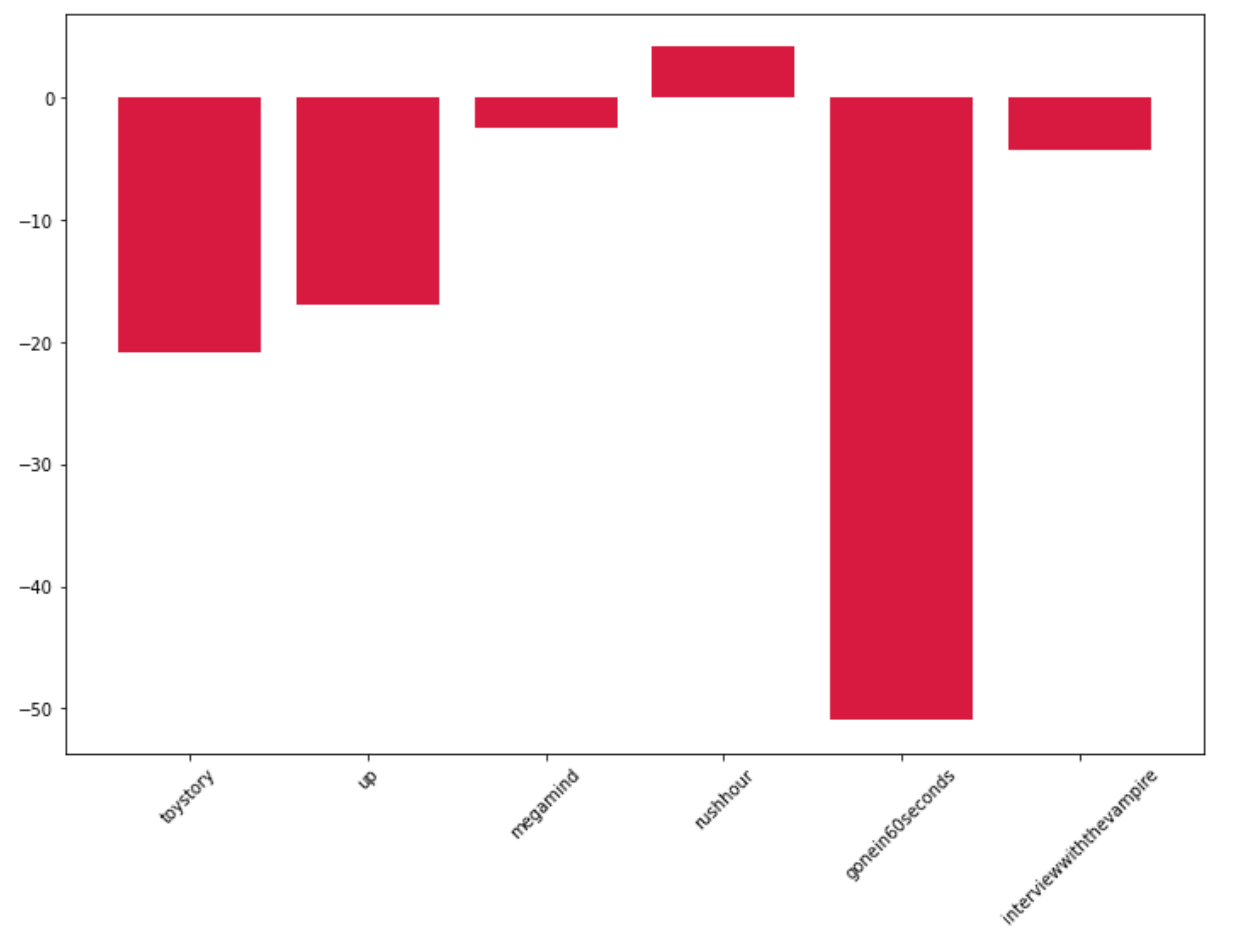 0
−10
−20
−30
−40
−50
toystory
up
megamind
rushhour
gonein60seconds
interviewwiththevampire